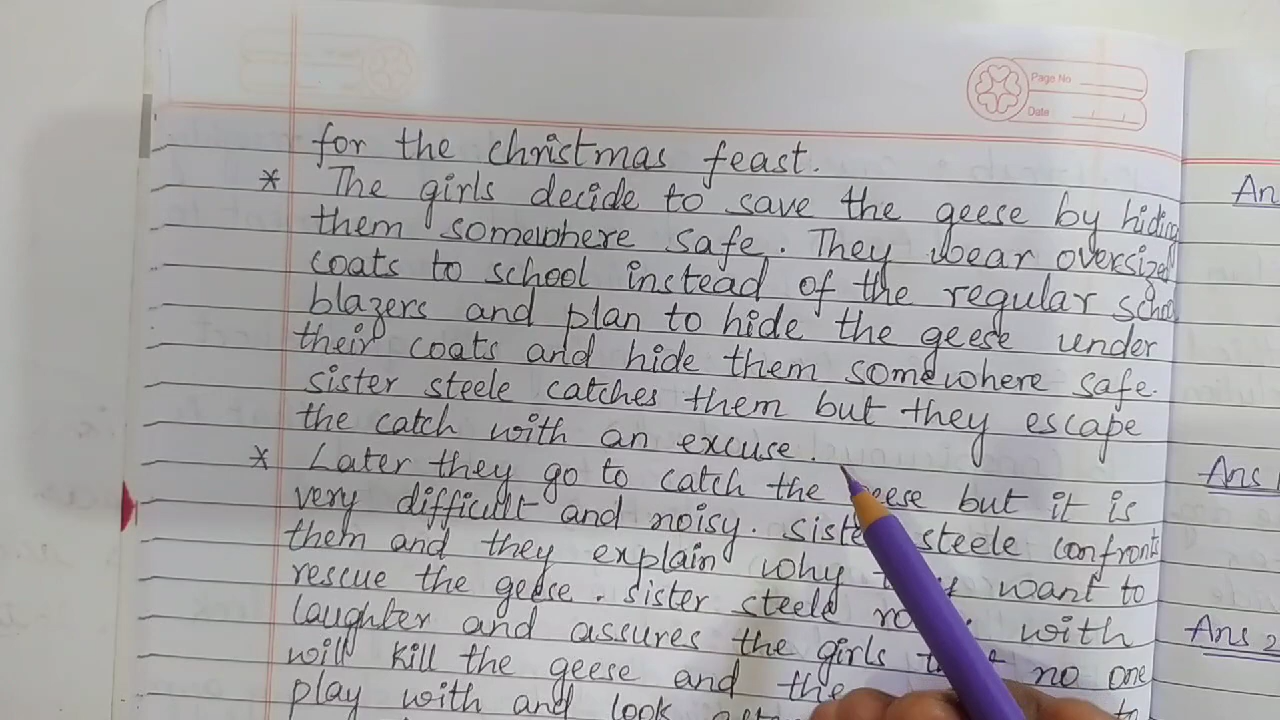 Page No
Date
for the christmas feast.
* The girls decide to save the geese by hiding
them somewhere safe. They wear oversized
coats to school instead of the regular school
blazers and plan to hide the geese under
their coats and hide them somewhere safe.
sister steele catches them but they escape
the catch with an excuse.
* Later they go to catch the geese but it is
very difficult and noisy. Sister steele confronts
them and they explain why they want to
rescue the geese. sister steele with
laughter and assures the girls no one
will kill the geese and
play with and look
An
Ans 1
Ans 2